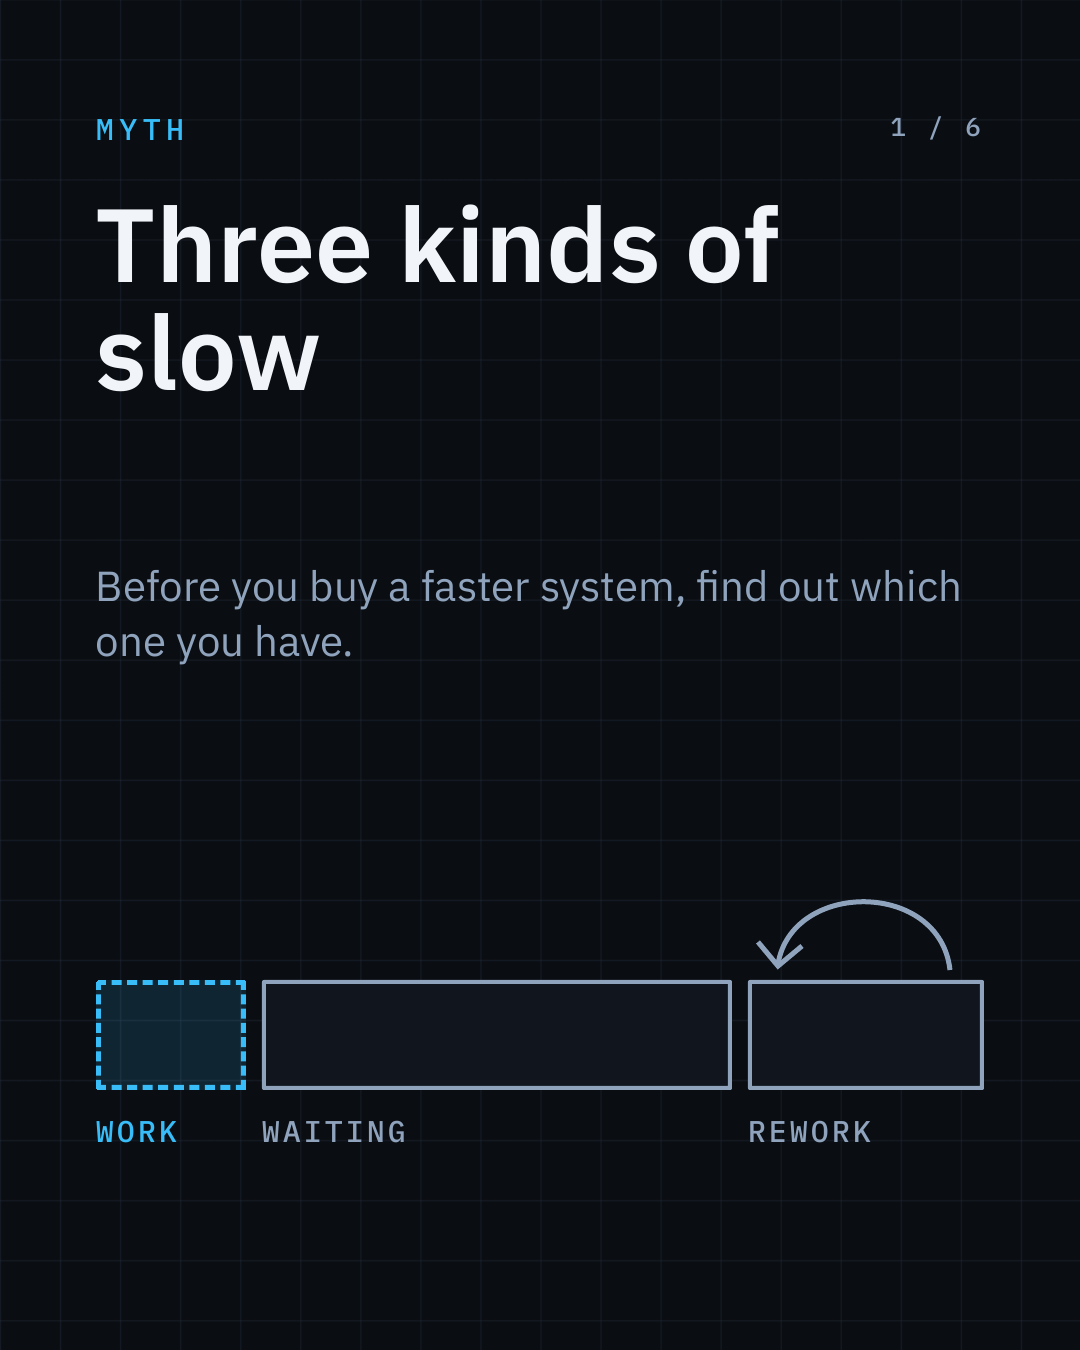 MYTH
1 / 6
Three kinds of
slow
Before you buy a faster system, find out which
one you have.
WORK
WAITING
REWORK